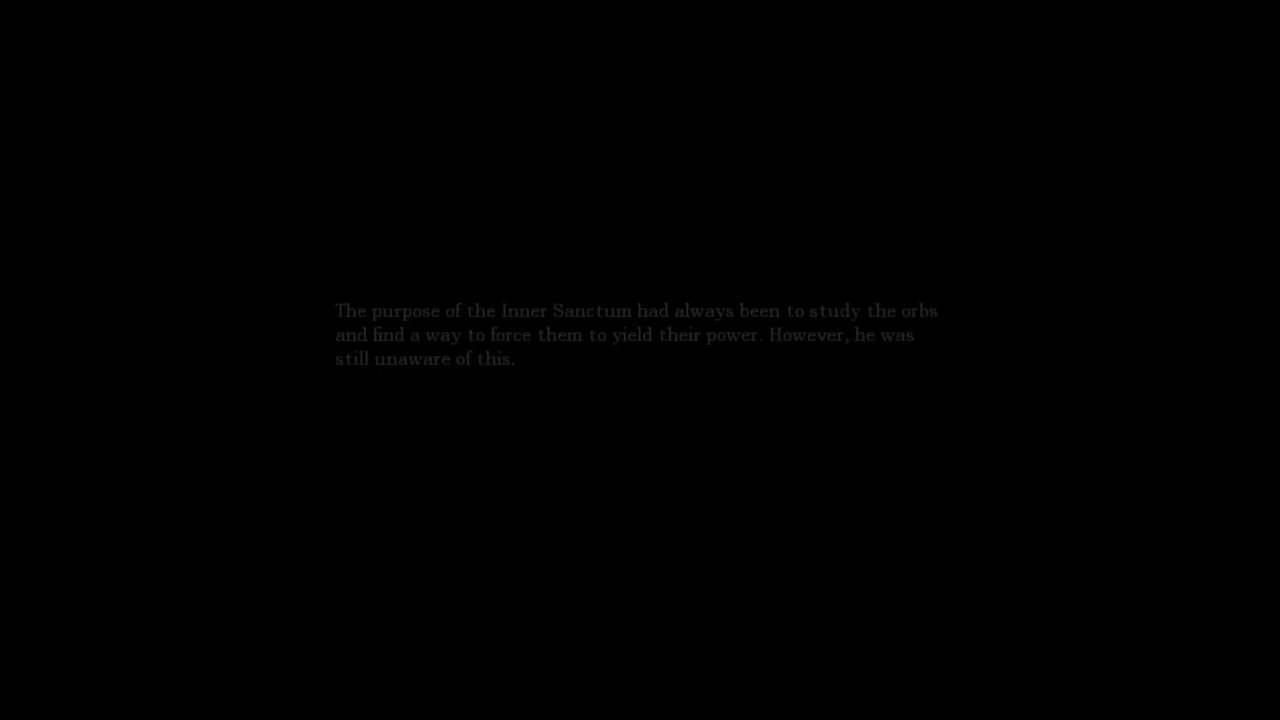 The purpose of the Inner Sanctum had always been to study the orbs
and find a way to force them to yield their power. However, he was
still unaware of this.